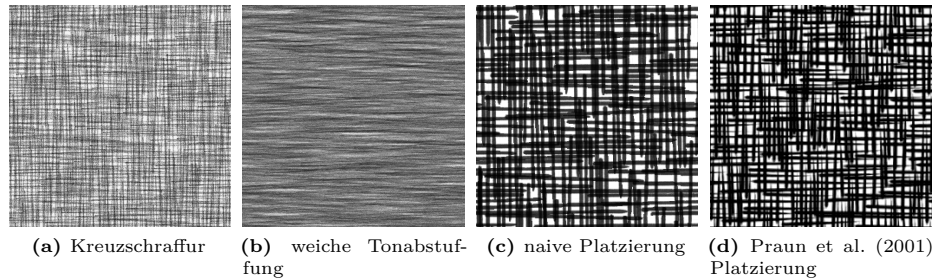 (a) Kreuzschraffur
(b) weiche Tonabstuf-
fung
(c) naive Platzierung
(d) Praun et al. (2001)
Platzierung